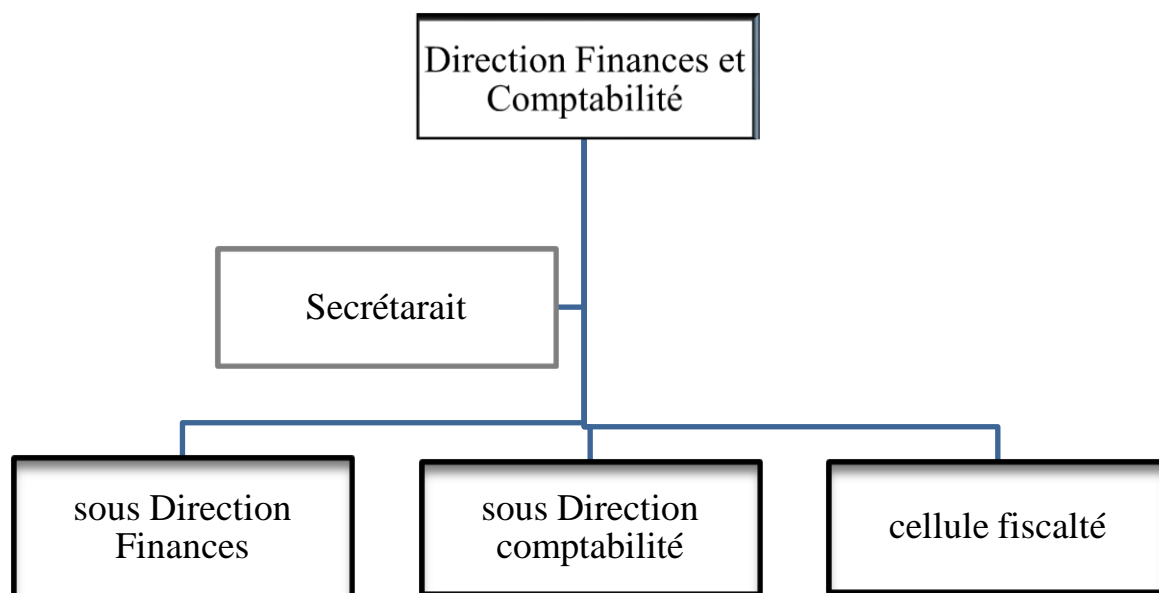 Direction Finances et
Comptabilité
Secrétarait
sous Direction
Finances
sous Direction
comptabilité
cellule fiscalté